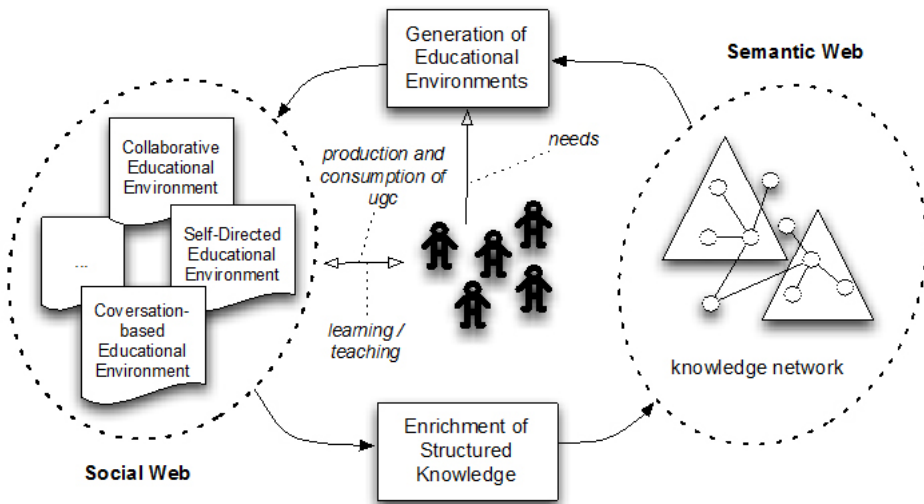 Generation of
Educational
Environments
Semantic Web
Collaborative
Educational
Environment
production and
consumption of
ugc
needs
...
Self-Directed
Educational
Environment
Coversation-
based
Educational
Environment
learning /
teaching
knowledge network
Enrichment of
Structured
Knowledge
Social Web